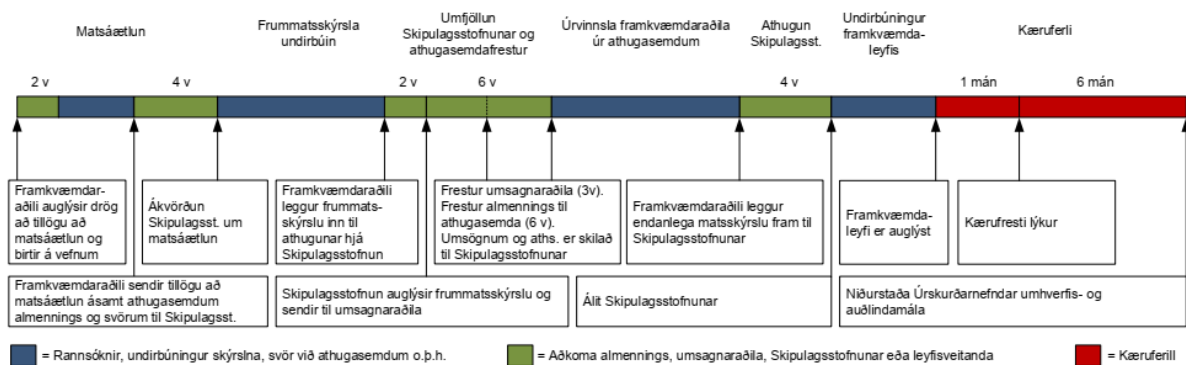 Matsáætlun
Frummatsskýrsla
undirbúin
Umfjöllun
Skipulagsstofnunar og
athugasemdafrestur
Úrvinnsla framkvæmdaraðila
úr athugasemdum
Athugun
Skipulagsst.
Undirbúningur
framkvæmda-
leyfis
Kæruferli
2 v
4 v
2 v
6 v
4 v
1 mán
6 mán
Framkvæmdar-
aðili auglýsir drög
að tillögu að
matsáætlun og
birtir á vefnum
Ákvörðun
Skipulagsst. um
matsáætlun
Framkvæmdaraðili
leggur frummats-
skýrslu inn til
athugunar hjá
Skipulagsstofnun
Frestur umsagnaraðila (3v).
Frestur almennings til
athugasemda (6 v).
Umsögnum og aths. er skilað
til Skipulagsstofnunar
Framkvæmdaraðili leggur
endanlega matsskýrslu fram til
Skipulagsstofnunar
Framkvæmda-
leyfi er auglýst
Kærufresti lýkur
Framkvæmdaraðili sendir tillögu að
matsáætlun ásamt athugasemdum
almennings og svörum til Skipulagsst.
Skipulagsstofnun auglýsir frummatsskýrslu og
sendir til umsagnaraðila
Álit Skipulagsstofnunar
Niðurstaða Úrskurðarnefndar umhverfis- og
auðlindamála
= Rannsóknir, undirbúningur skýrslna, svör við athugasemdum o.þ.h.
= Aðkoma almennings, umsagnaraðila, Skipulagsstofnunar eða leyfisveitanda
= Kæruferill